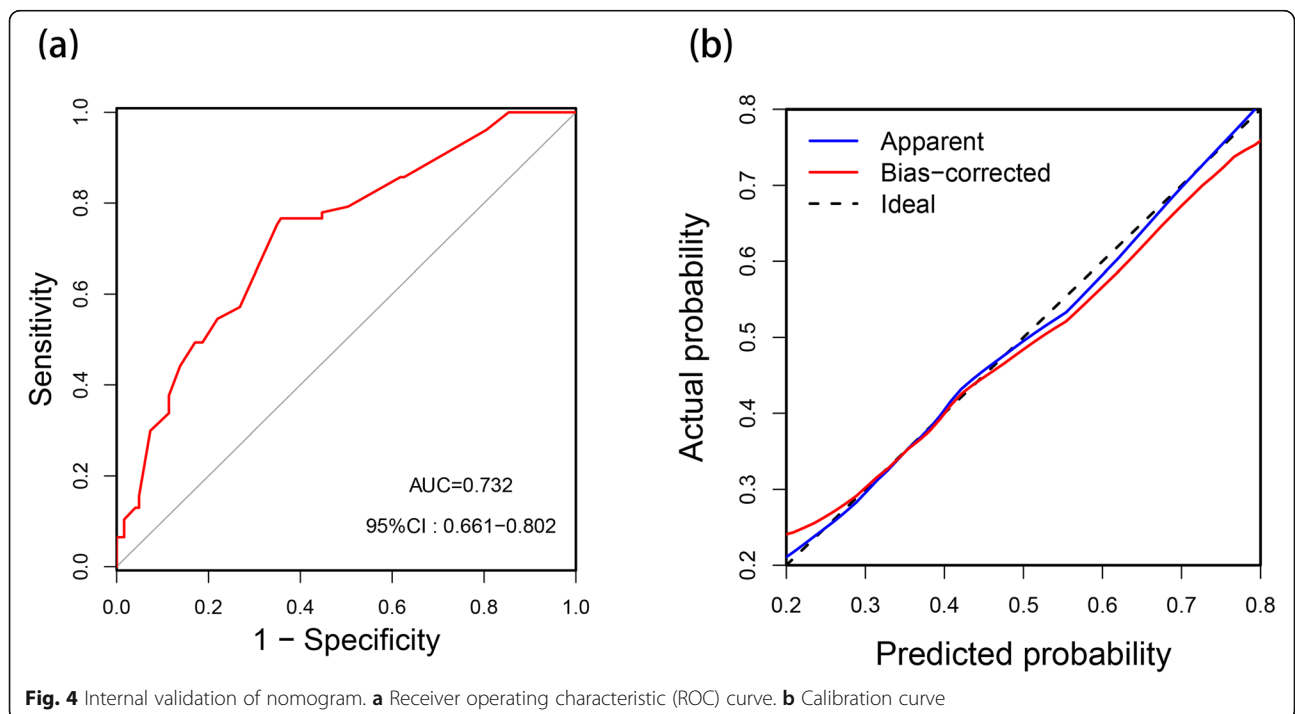 (a)
Sensitivity
1.0
0.8
0.6
0.4
0.2
0.0
AUC=0.732
95%CI : 0.661−0.802
0.0 0.2 0.4 0.6 0.8 1.0
1 − Specificity
(b)
Actual probability
0.8
0.7
0.6
0.5
0.4
0.3
0.2
Apparent
Bias−corrected
Ideal
0.2 0.3 0.4 0.5 0.6 0.7 0.8
Predicted probability
Fig. 4 Internal validation of nomogram. a Receiver operating characteristic (ROC) curve. b Calibration curve